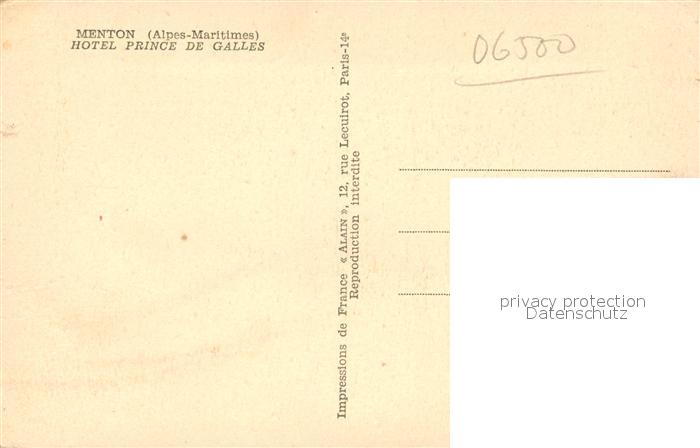 MENTON (Alpes-Maritimes)
HOTEL PRINCE DE GALLES
Impressions de France « ALAIN », 12, rue Lecuirot, Paris-14e
Reproduction interdite
06500
privacy protection
Datenschutz